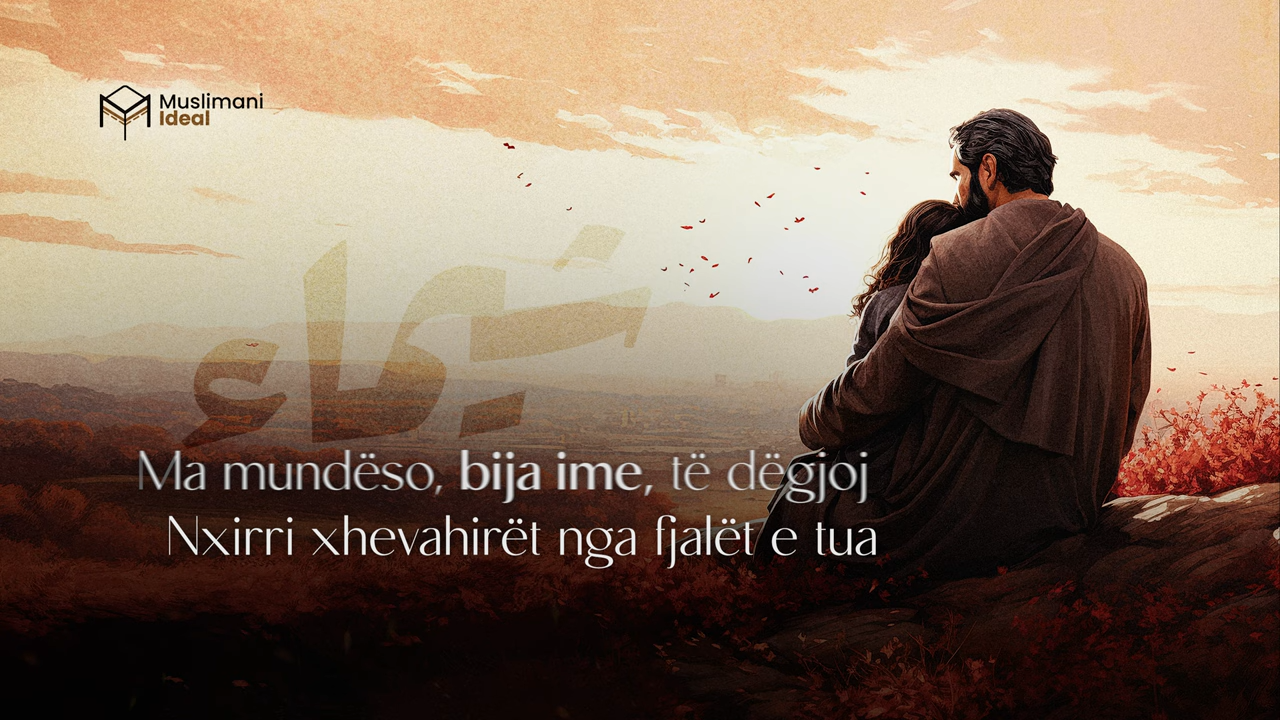 Muslimani
Ideal
Ma mundëso, bija ime, të dëgjoj
Nxirri xhevahirët nga fjalët e tua